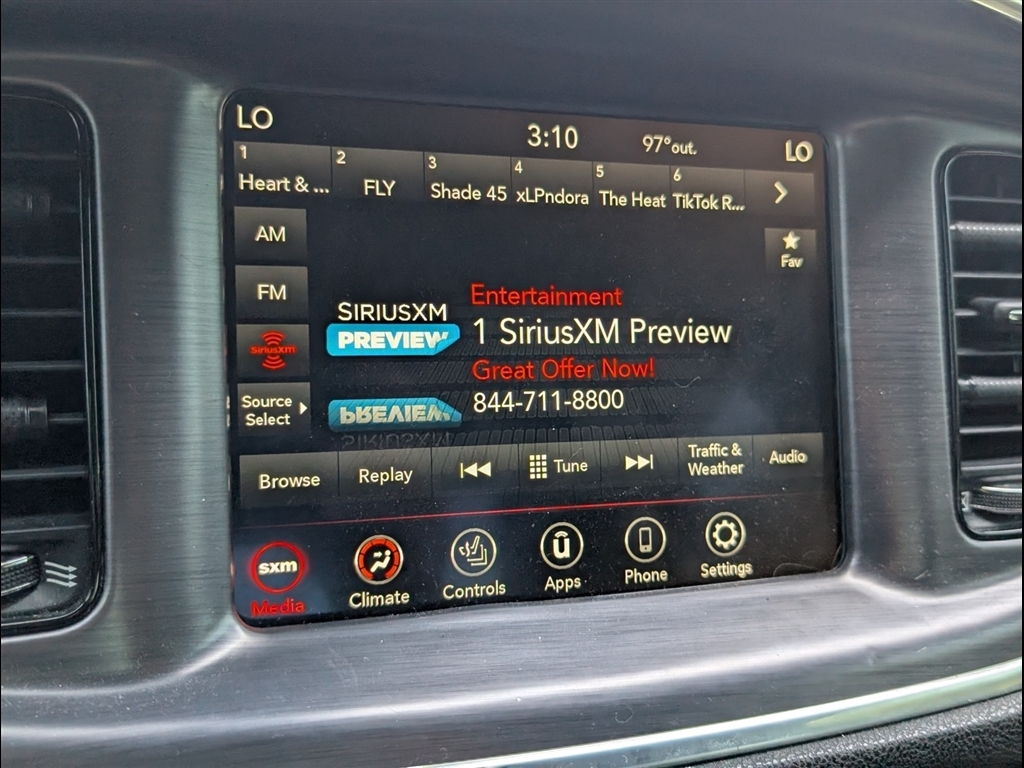 LO
3:10
97°out.
LO
1
2
3
4
5
6
Heart & ...
FLY
Shade 45
xLPndora
The Heat
TikTok R...
AM
Fav
FM
SIRIUSXM
PREVIEW
Entertainment
1 SiriusXM Preview
Great Offer Now!
844-711-8800
SiriusXM
Source
Select
PREVIEW
SIRIUSXM
Browse
Replay
Tune
Traffic &
Weather
Audio
sxm
Media
Climate
Controls
û
Apps
Phone
Settings